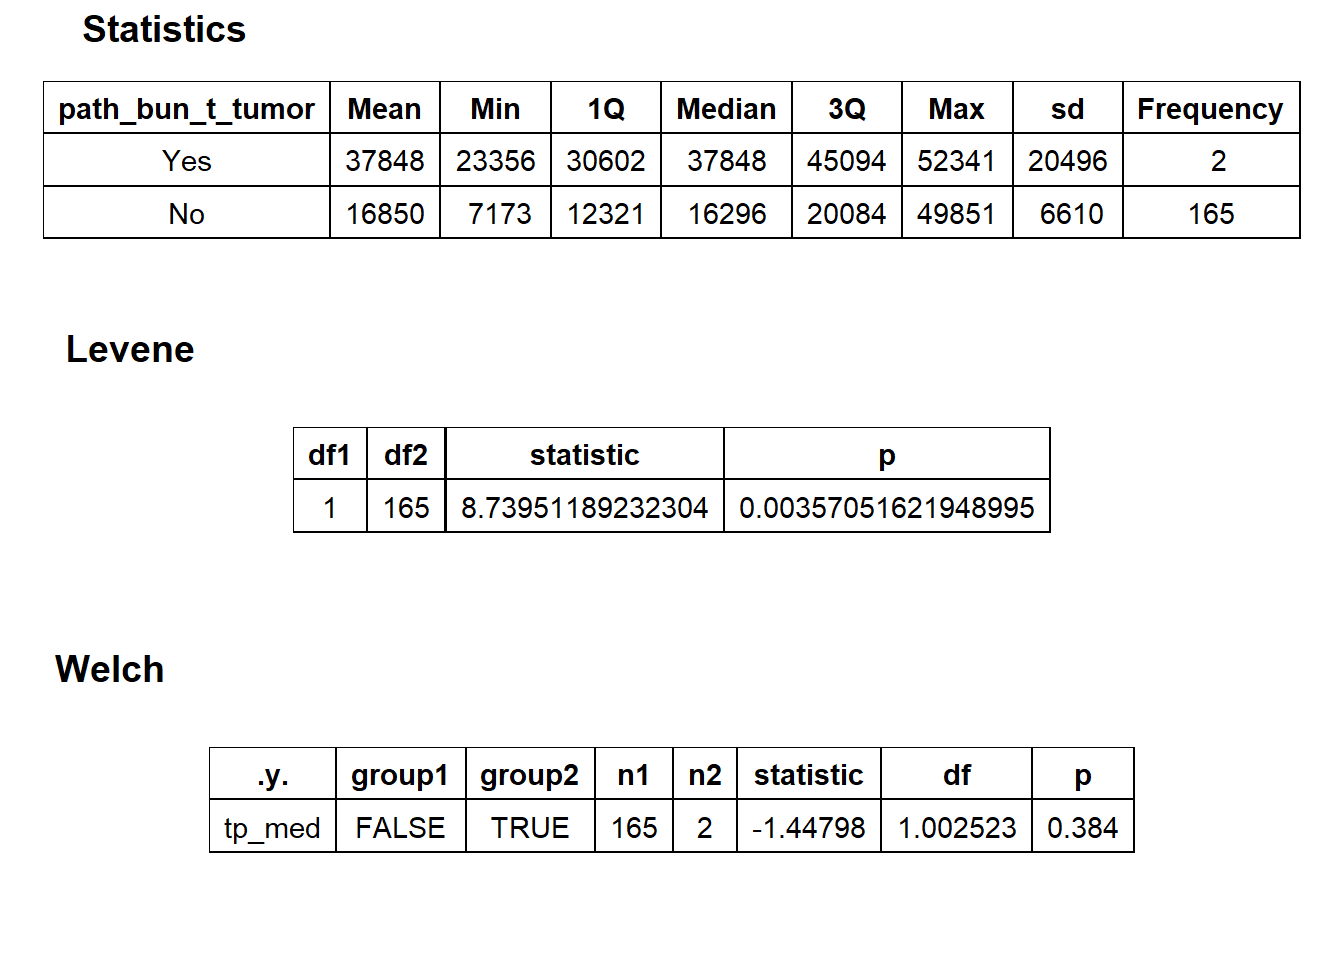 Statistics
path_bun_t_tumor Mean Min 1Q Median 3Q Max sd Frequency
Yes 37848 23356 30602 37848 45094 52341 20496 2
No 16850 7173 12321 16296 20084 49851 6610 165
Levene
df1 df2 statistic p
1 165 8.73951189232304 0.00357051621948995
Welch
.y. group1 group2 n1 n2 statistic df p
tp_med FALSE TRUE 165 2 -1.44798 1.002523 0.384